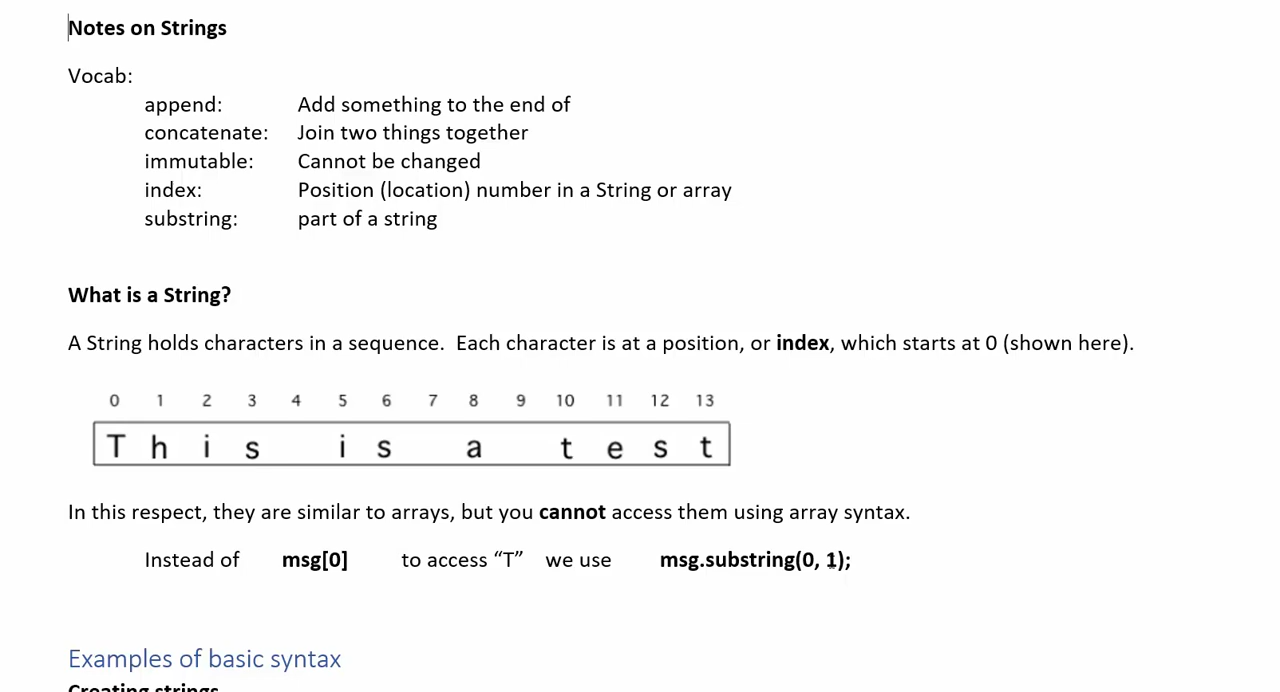 Notes on Strings
Vocab:
append: Add something to the end of
concatenate: Join two things together
immutable: Cannot be changed
index: Position (location) number in a String or array
substring: part of a string
What is a String?
A String holds characters in a sequence.  Each character is at a position, or index, which starts at 0 (shown here).
0 1 2 3 4 5 6 7 8 9 10 11 12 13
T h i s i s a t e s t
In this respect, they are similar to arrays, but you cannot access them using array syntax.
Instead of msg[0] to access “T” we use msg.substring(0, 1);
Examples of basic syntax
Creating strings